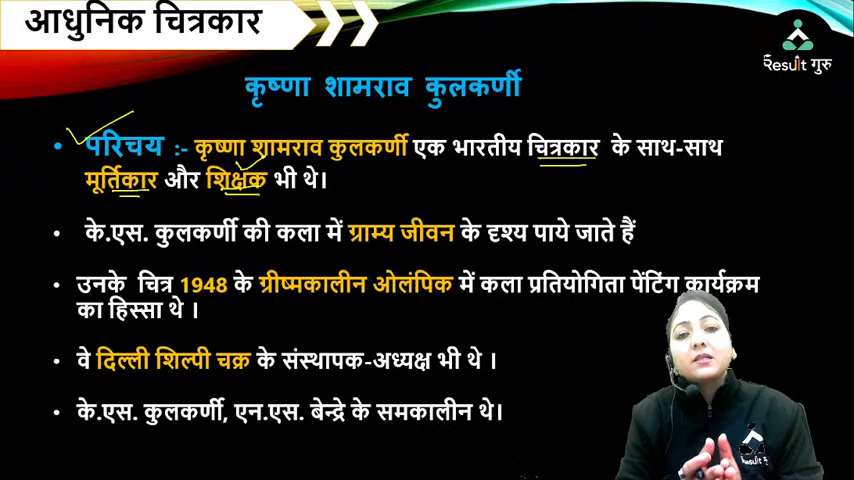 आधुनिक चित्रकार
Result गुरु
कृष्णा शामराव कुलकर्णी
• परिचय :- कृष्णा शामराव कुलकर्णी एक भारतीय चित्रकार के साथ-साथ
मूर्तिकार और शिक्षक भी थे।
• के.एस. कुलकर्णी की कला में ग्राम्य जीवन के दृश्य पाये जाते हैं
• उनके चित्र 1948 के ग्रीष्मकालीन ओलंपिक में कला प्रतियोगिता पेंटिंग कार्यक्रम
का हिस्सा थे ।
• वे दिल्ली शिल्पी चक्र के संस्थापक-अध्यक्ष भी थे ।
• के.एस. कुलकर्णी, एन.एस. बेन्द्रे के समकालीन थे।
Result गु